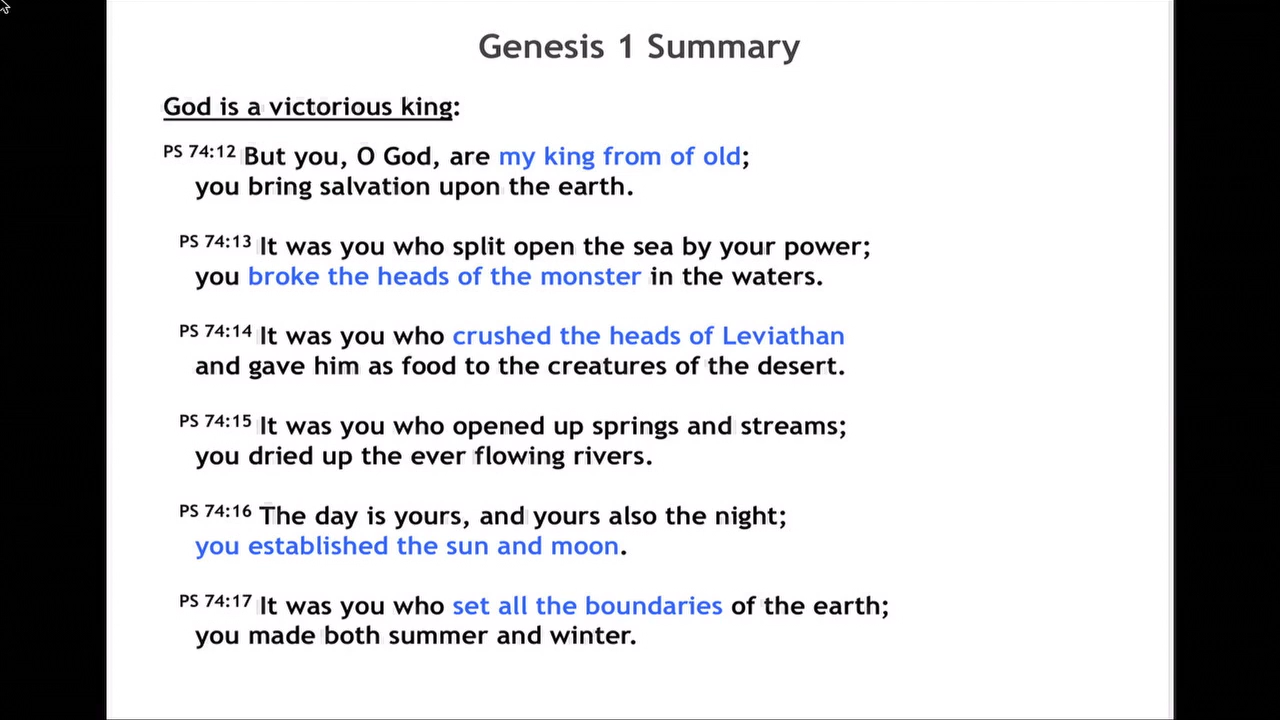 Genesis 1 Summary
God is a victorious king:
PS 74:12 But you, O God, are my king from of old;
you bring salvation upon the earth.
PS 74:13 It was you who split open the sea by your power;
you broke the heads of the monster in the waters.
PS 74:14 It was you who crushed the heads of Leviathan
and gave him as food to the creatures of the desert.
PS 74:15 It was you who opened up springs and streams;
you dried up the ever flowing rivers.
PS 74:16 The day is yours, and yours also the night;
you established the sun and moon.
PS 74:17 It was you who set all the boundaries of the earth;
you made both summer and winter.